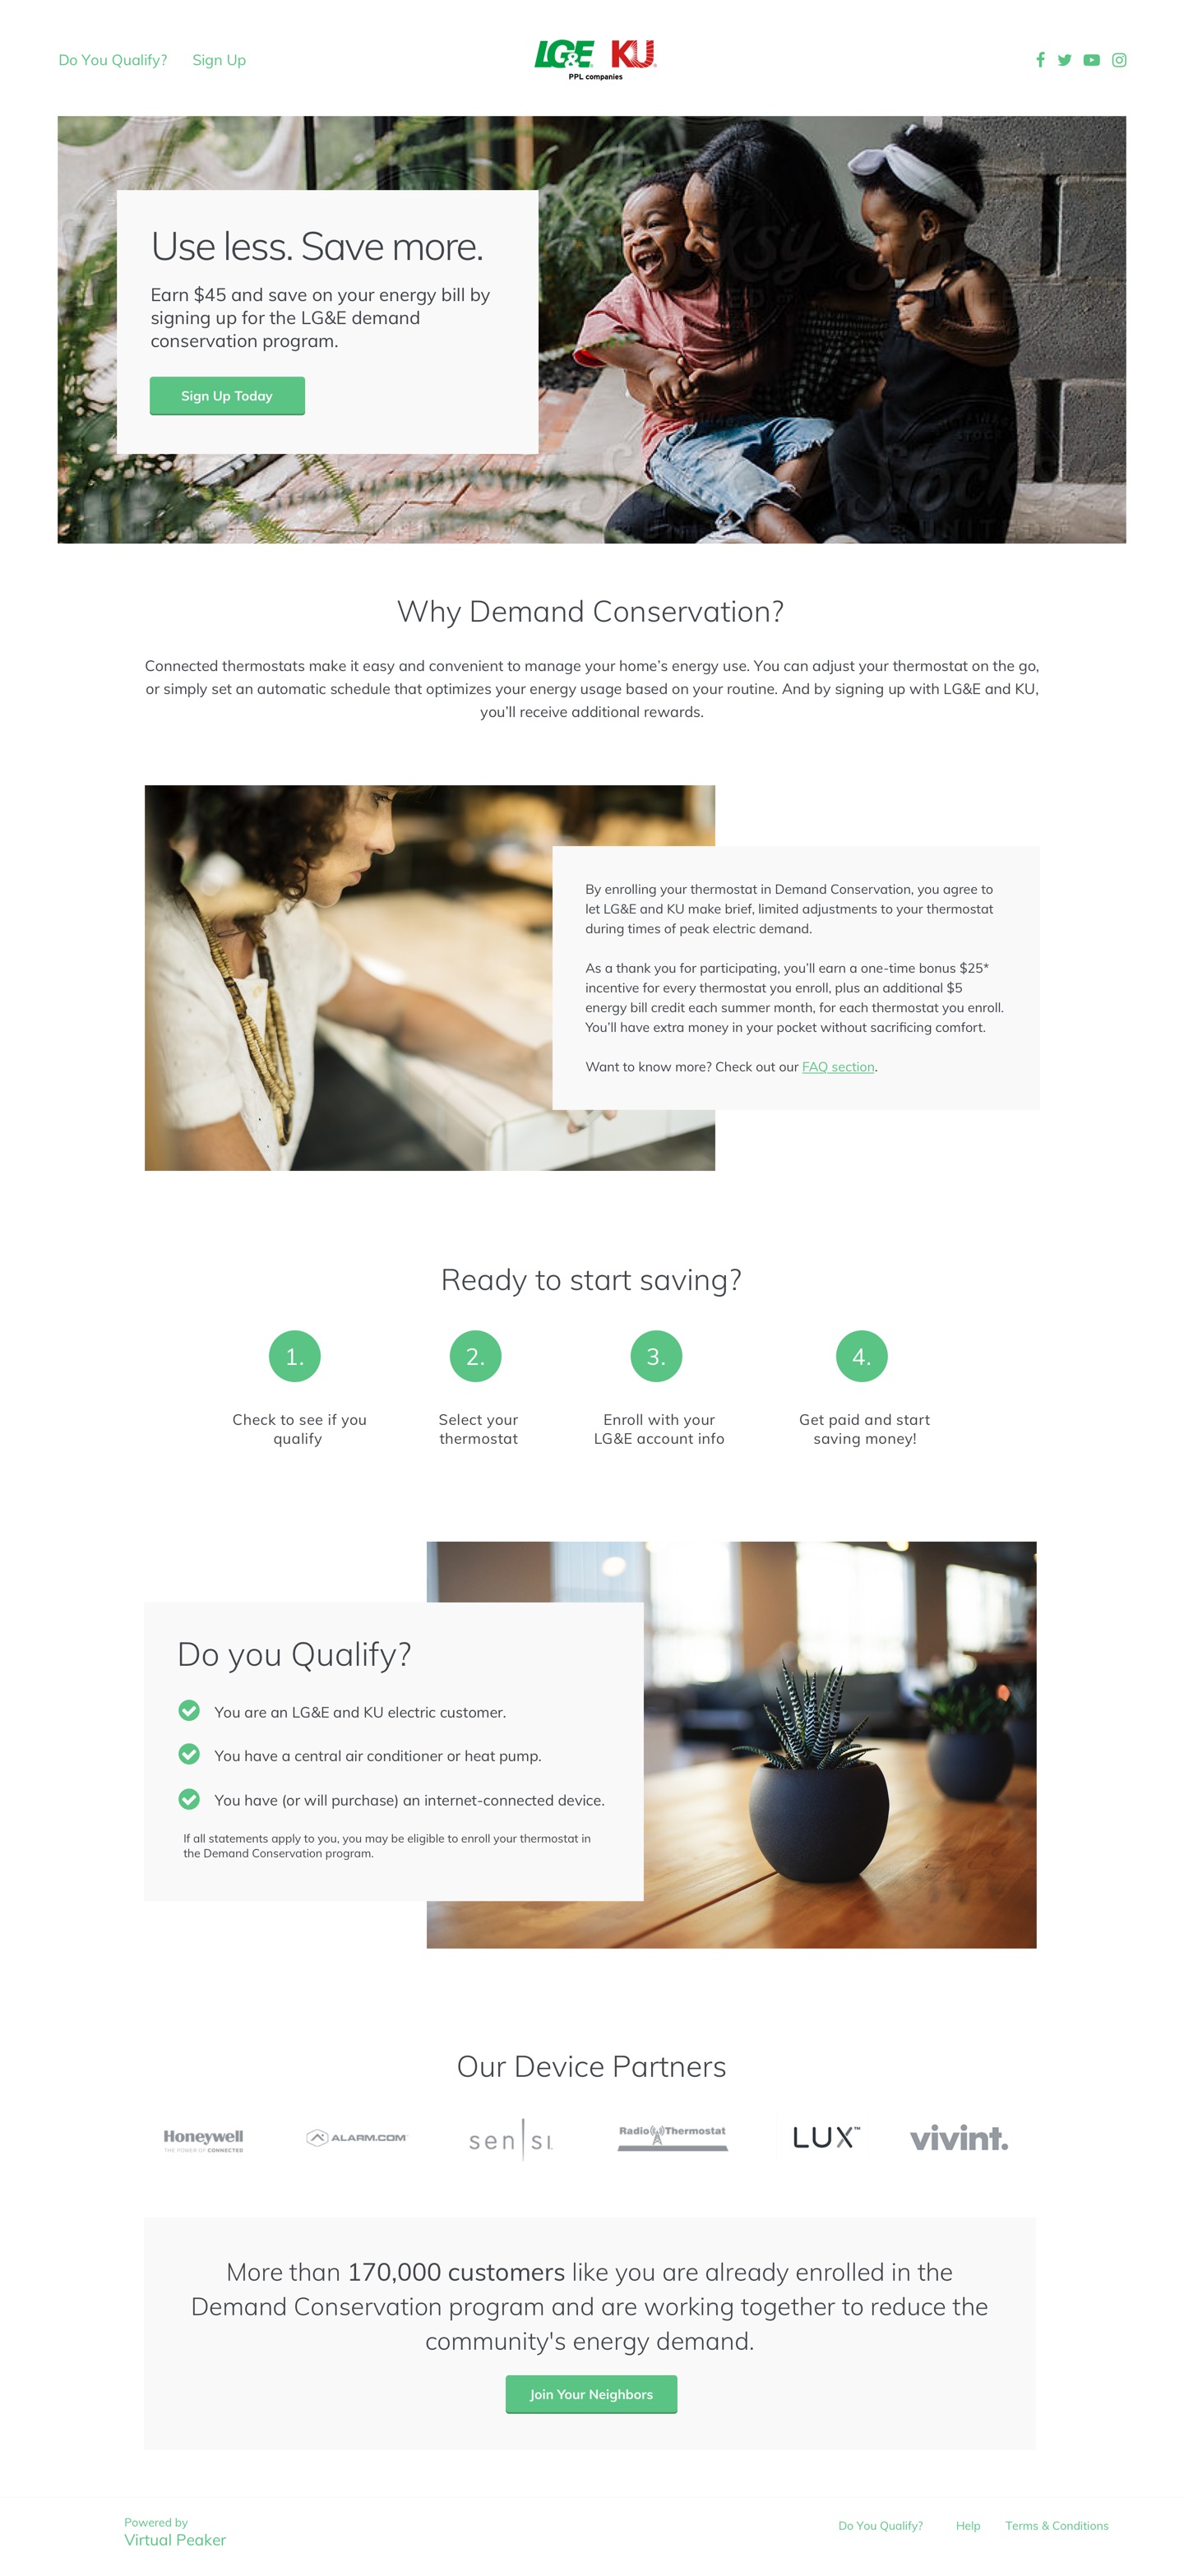 Do You Qualify? Sign Up
LG&E KU
PPL companies
Use less. Save more.
Earn $45 and save on your energy bill by
signing up for the LG&E demand
conservation program.
Sign Up Today
Why Demand Conservation?
Connected thermostats make it easy and convenient to manage your home's energy use. You can adjust your thermostat on the go,
or simply set an automatic schedule that optimizes your energy usage based on your routine. And by signing up with LG&E and KU,
you'll receive additional rewards.
By enrolling your thermostat in Demand Conservation, you agree to
let LG&E and KU make brief, limited adjustments to your thermostat
during times of peak electric demand.
As a thank you for participating, you'll earn a one-time bonus $25*
incentive for every thermostat you enroll, plus an additional $5
energy bill credit each summer month, for each thermostat you enroll.
You'll have extra money in your pocket without sacrificing comfort.
Want to know more? Check out our FAQ section.
Ready to start saving?
1. 2. 3. 4.
Check to see if you
qualify
Select your
thermostat
Enroll with your
LG&E account info
Get paid and start
saving money!
Do you Qualify?
You are an LG&E and KU electric customer.
You have a central air conditioner or heat pump.
You have (or will purchase) an internet-connected device.
If all statements apply to you, you may be eligible to enroll your thermostat in
the Demand Conservation program.
Our Device Partners
Honeywell
THE POWER OF CONNECTED
ALARM.COM
sensi
Radio Thermostat
LUX™
vivint.
More than 170,000 customers like you are already enrolled in the
Demand Conservation program and are working together to reduce the
community's energy demand.
Join Your Neighbors
Powered by
Virtual Peaker
Do You Qualify? Help Terms & Conditions